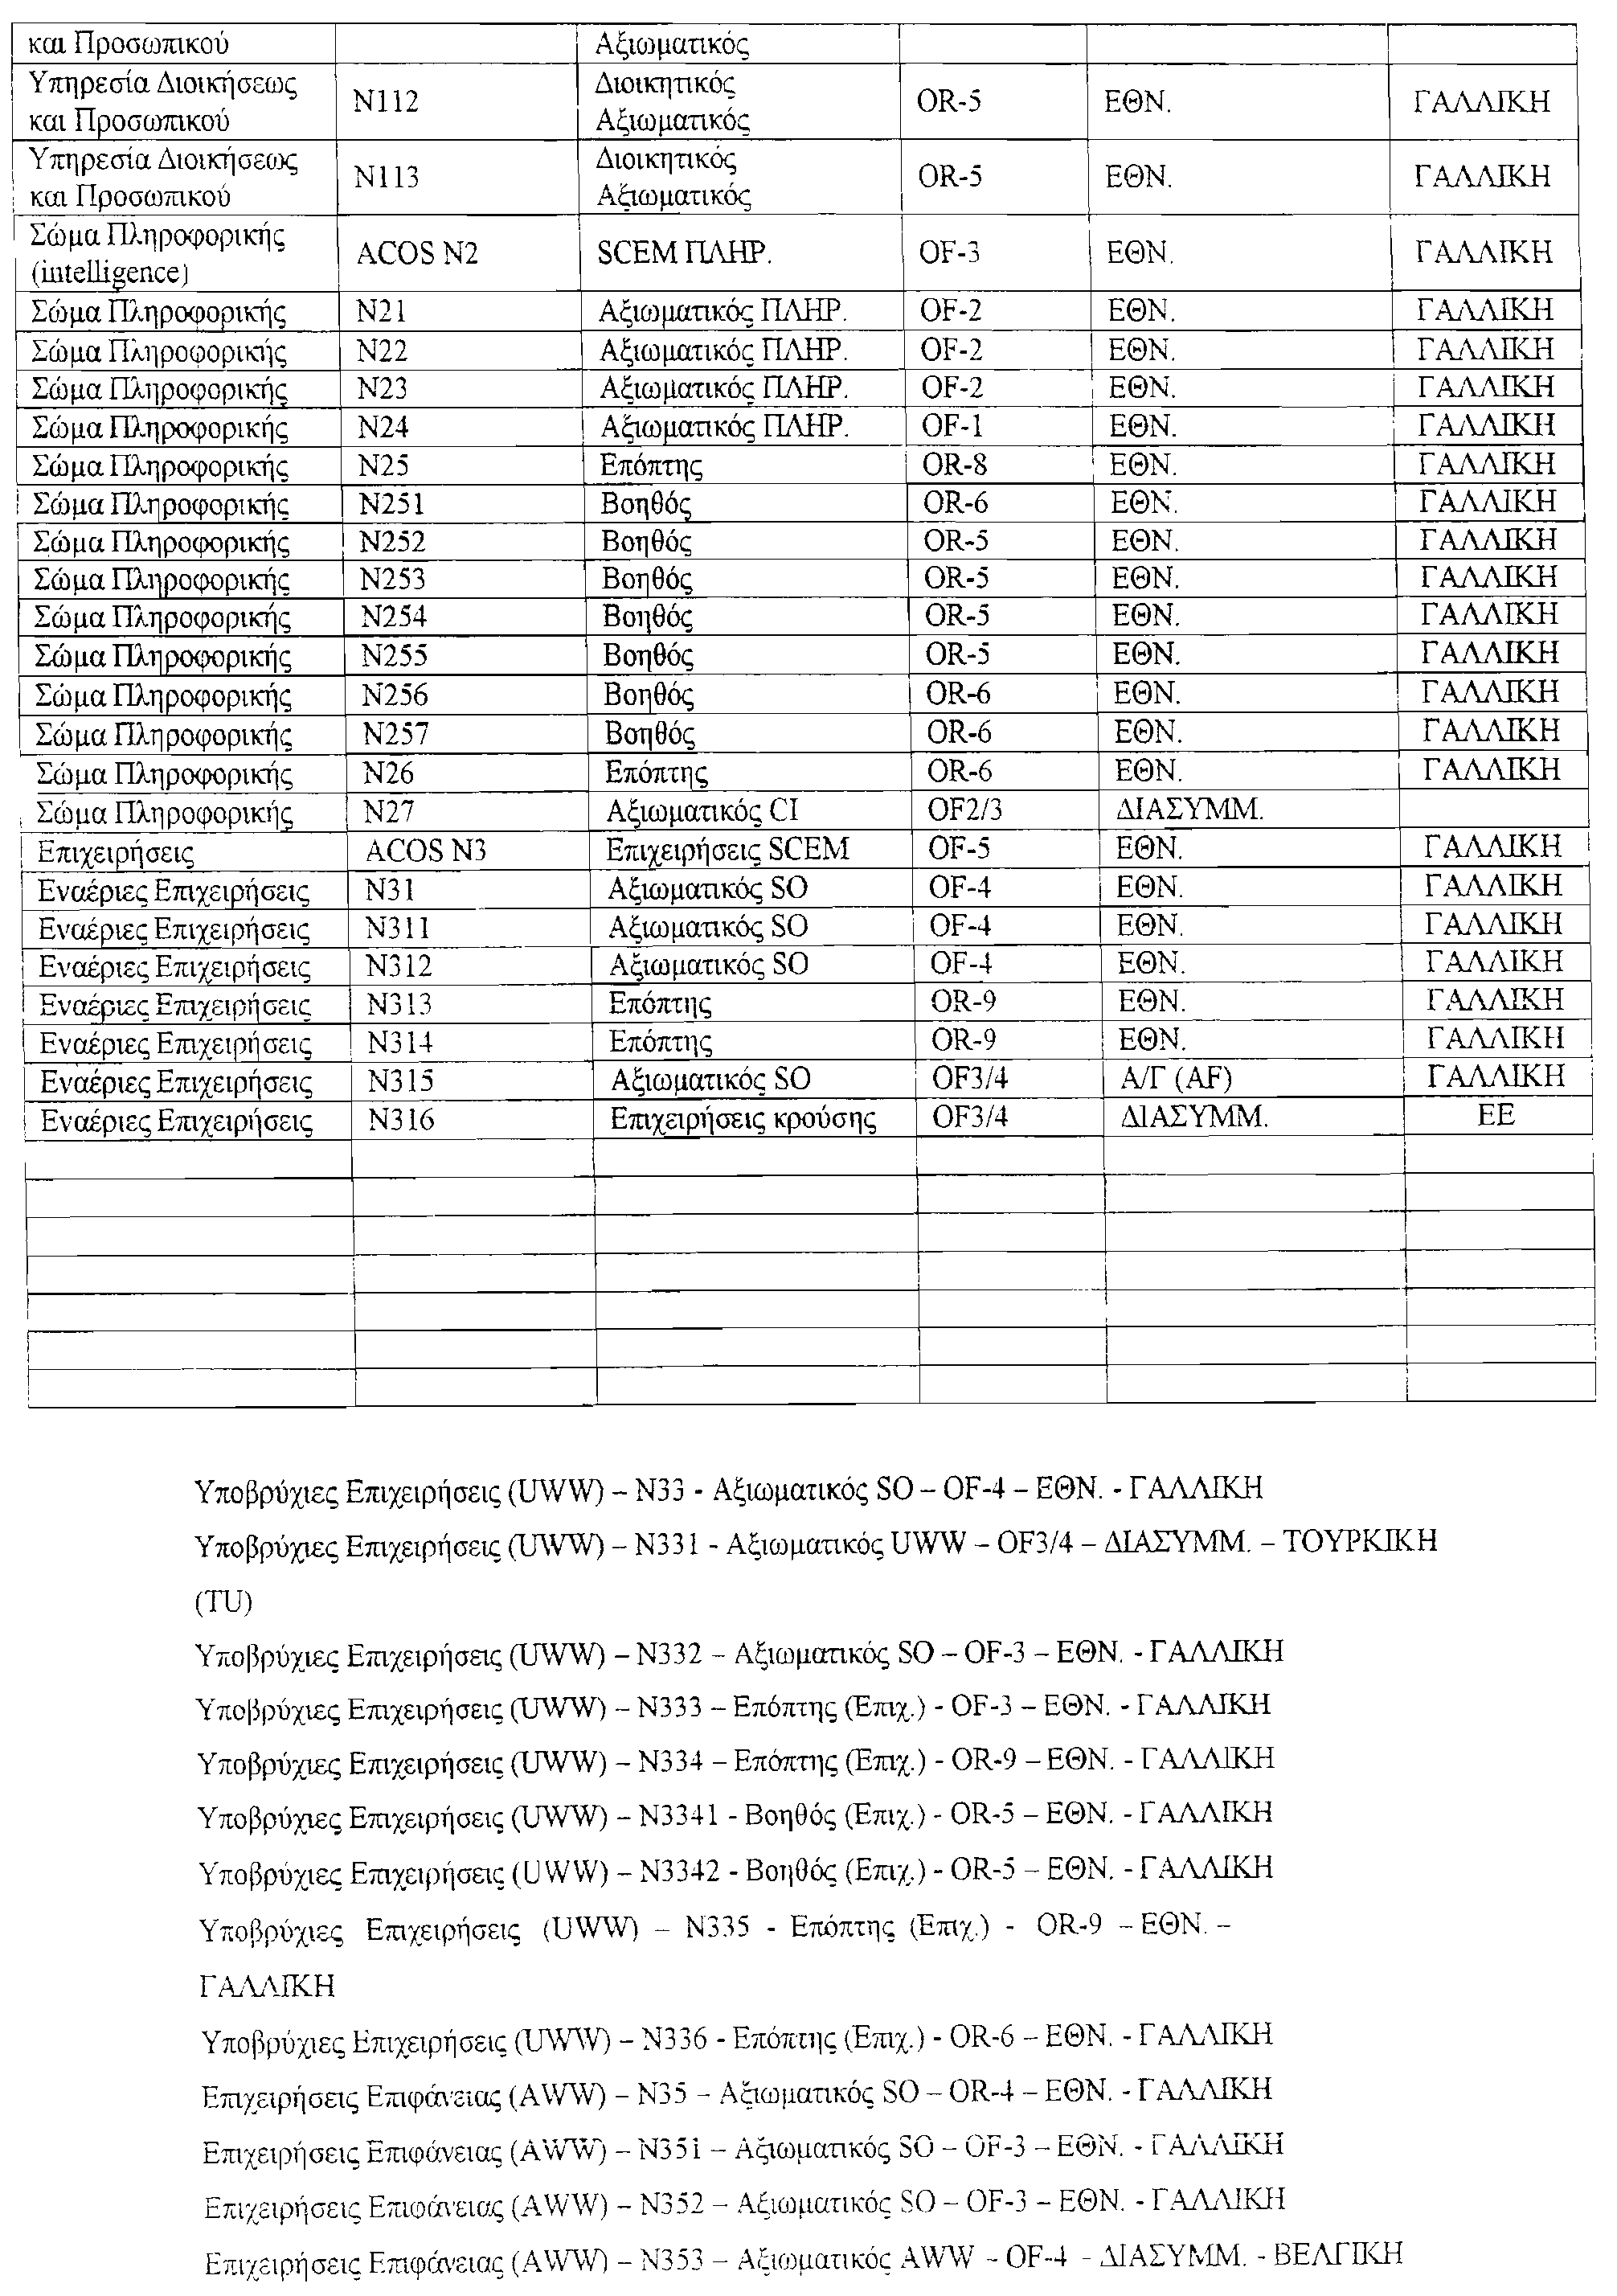 και Προσωπικού Αξιωματικός
Υπηρεσία Διοικήσεως και Προσωπικού N112 Διοικητικός Αξιωματικός OR-5 ΕΘΝ. ΓΑΛΛΙΚΗ
Υπηρεσία Διοικήσεως και Προσωπικού N113 Διοικητικός Αξιωματικός OR-5 ΕΘΝ. ΓΑΛΛΙΚΗ
Σώμα Πληροφορικής (intelligence) ACOS N2 SCEM ΠΛΗΡ. OF-3 ΕΘΝ. ΓΑΛΛΙΚΗ
Σώμα Πληροφορικής N21 Αξιωματικός ΠΛΗΡ. OF-2 ΕΘΝ. ΓΑΛΛΙΚΗ
Σώμα Πληροφορικής N22 Αξιωματικός ΠΛΗΡ. OF-2 ΕΘΝ. ΓΑΛΛΙΚΗ
Σώμα Πληροφορικής N23 Αξιωματικός ΠΛΗΡ. OF-2 ΕΘΝ. ΓΑΛΛΙΚΗ
Σώμα Πληροφορικής N24 Αξιωματικός ΠΛΗΡ. OF-1 ΕΘΝ. ΓΑΛΛΙΚΗ
Σώμα Πληροφορικής N25 Επόπτης OR-8 ΕΘΝ. ΓΑΛΛΙΚΗ
Σώμα Πληροφορικής N251 Βοηθός OR-6 ΕΘΝ. ΓΑΛΛΙΚΗ
Σώμα Πληροφορικής N252 Βοηθός OR-5 ΕΘΝ. ΓΑΛΛΙΚΗ
Σώμα Πληροφορικής N253 Βοηθός OR-5 ΕΘΝ. ΓΑΛΛΙΚΗ
Σώμα Πληροφορικής N254 Βοηθός OR-5 ΕΘΝ. ΓΑΛΛΙΚΗ
Σώμα Πληροφορικής N255 Βοηθός OR-5 ΕΘΝ. ΓΑΛΛΙΚΗ
Σώμα Πληροφορικής N256 Βοηθός OR-6 ΕΘΝ. ΓΑΛΛΙΚΗ
Σώμα Πληροφορικής N257 Βοηθός OR-6 ΕΘΝ. ΓΑΛΛΙΚΗ
Σώμα Πληροφορικής N26 Επόπτης OR-6 ΕΘΝ. ΓΑΛΛΙΚΗ
Σώμα Πληροφορικής N27 Αξιωματικός CI OF2/3 ΔΙΑΣΥΜΜ.
Επιχειρήσεις ACOS N3 Επιχειρήσεις SCEM OF-5 ΕΘΝ. ΓΑΛΛΙΚΗ
Εναέριες Επιχειρήσεις N31 Αξιωματικός SO OF-4 ΕΘΝ. ΓΑΛΛΙΚΗ
Εναέριες Επιχειρήσεις N311 Αξιωματικός SO OF-4 ΕΘΝ. ΓΑΛΛΙΚΗ
Εναέριες Επιχειρήσεις N312 Αξιωματικός SO OF-4 ΕΘΝ. ΓΑΛΛΙΚΗ
Εναέριες Επιχειρήσεις N313 Επόπτης OR-9 ΕΘΝ. ΓΑΛΛΙΚΗ
Εναέριες Επιχειρήσεις N314 Επόπτης OR-9 ΕΘΝ. ΓΑΛΛΙΚΗ
Εναέριες Επιχειρήσεις N315 Αξιωματικός SO OF3/4 Α/Γ (AF) ΓΑΛΛΙΚΗ
Εναέριες Επιχειρήσεις N316 Επιχειρήσεις κρούσης OF3/4 ΔΙΑΣΥΜΜ. ΕΕ
Υποβρύχιες Επιχειρήσεις (UWW) – N33 - Αξιωματικός SO – OF-4 – ΕΘΝ. - ΓΑΛΛΙΚΗ
Υποβρύχιες Επιχειρήσεις (UWW) – N331 - Αξιωματικός UWW – OF3/4 – ΔΙΑΣΥΜΜ. – ΤΟΥΡΚΙΚΗ
(TU)
Υποβρύχιες Επιχειρήσεις (UWW) – N332 – Αξιωματικός SO – OF-3 – ΕΘΝ. - ΓΑΛΛΙΚΗ
Υποβρύχιες Επιχειρήσεις (UWW) – N333 – Επόπτης (Επιχ.) - OF-3 – ΕΘΝ. - ΓΑΛΛΙΚΗ
Υποβρύχιες Επιχειρήσεις (UWW) – N334 – Επόπτης (Επιχ.) - OR-9 – ΕΘΝ. - ΓΑΛΛΙΚΗ
Υποβρύχιες Επιχειρήσεις (UWW) – N3341 - Βοηθός (Επιχ.) - OR-5 – ΕΘΝ. - ΓΑΛΛΙΚΗ
Υποβρύχιες Επιχειρήσεις (UWW) – N3342 - Βοηθός (Επιχ.) - OR-5 – ΕΘΝ. - ΓΑΛΛΙΚΗ
Υποβρύχιες Επιχειρήσεις (UWW) – N335 - Επόπτης (Επιχ.) - OR-9 – ΕΘΝ. –
ΓΑΛΛΙΚΗ
Υποβρύχιες Επιχειρήσεις (UWW) – N336 - Επόπτης (Επιχ.) - OR-6 – ΕΘΝ. - ΓΑΛΛΙΚΗ
Επιχειρήσεις Επιφάνειας (AWW) – N35 – Αξιωματικός SO – OR-4 – ΕΘΝ. - ΓΑΛΛΙΚΗ
Επιχειρήσεις Επιφάνειας (AWW) – N351 – Αξιωματικός SO – OF-3 – ΕΘΝ. - ΓΑΛΛΙΚΗ
Επιχειρήσεις Επιφάνειας (AWW) – N352 – Αξιωματικός SO – OF-3 – ΕΘΝ. - ΓΑΛΛΙΚΗ
Επιχειρήσεις Επιφάνειας (AWW) – N353 – Αξιωματικός AWW – OF-4 - ΔΙΑΣΥΜΜ. - ΒΕΛΓΙΚΗ